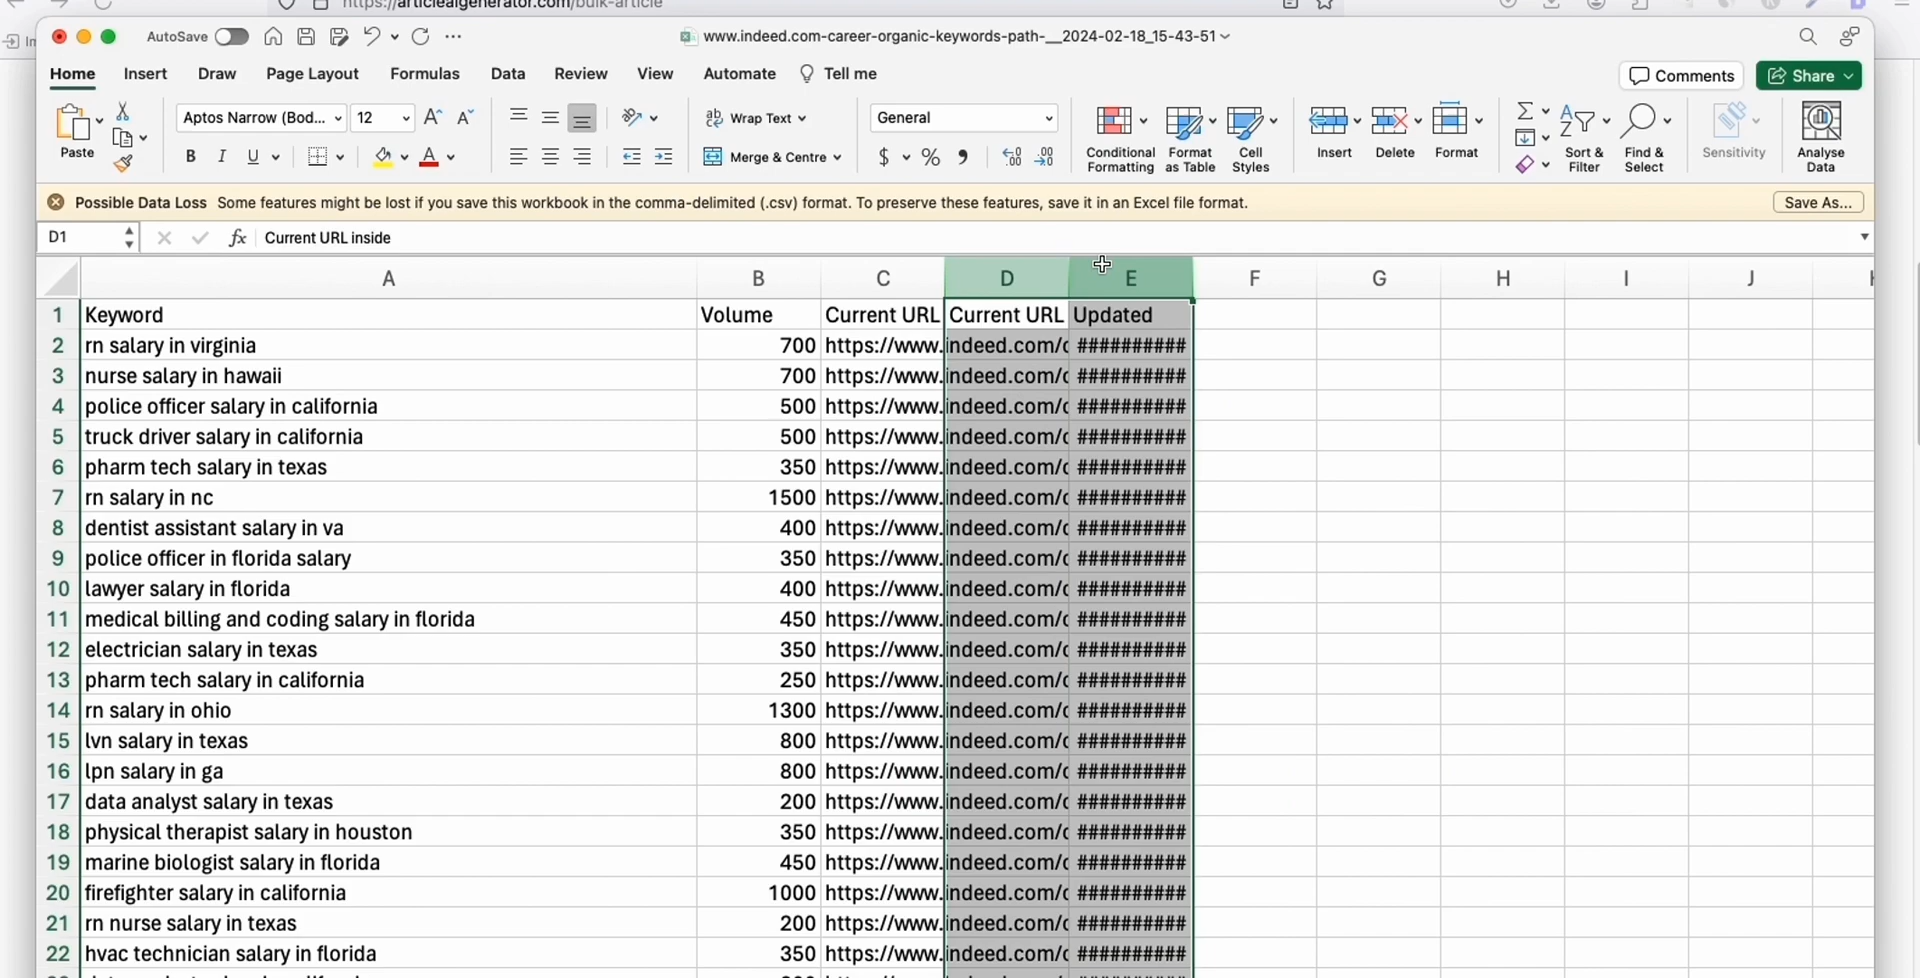 https://articleaigenerator.com/bulk-article
AutoSave
www.indeed.com-career-organic-keywords-path-__2024-02-18_15-43-51
Home Insert Draw Page Layout Formulas Data Review View Automate Tell me Comments Share
Paste Aptos Narrow (Bod... 12 Wrap Text General
B I U A Merge & Centre $ % Conditional Formatting Format as Table Cell Styles Insert Delete Format Sort & Filter Find & Select Sensitivity Analyse Data
Possible Data Loss Some features might be lost if you save this workbook in the comma-delimited (.csv) format. To preserve these features, save it in an Excel file format. Save As...
D1 fx Current URL inside
A B C D E F G H I J
1 Keyword Volume Current URL Current URL Updated
2 rn salary in virginia 700 https://www.indeed.com/c ##########
3 nurse salary in hawaii 700 https://www.indeed.com/c ##########
4 police officer salary in california 500 https://www.indeed.com/c ##########
5 truck driver salary in california 500 https://www.indeed.com/c ##########
6 pharm tech salary in texas 350 https://www.indeed.com/c ##########
7 rn salary in nc 1500 https://www.indeed.com/c ##########
8 dentist assistant salary in va 400 https://www.indeed.com/c ##########
9 police officer in florida salary 350 https://www.indeed.com/c ##########
10 lawyer salary in florida 400 https://www.indeed.com/c ##########
11 medical billing and coding salary in florida 450 https://www.indeed.com/c ##########
12 electrician salary in texas 350 https://www.indeed.com/c ##########
13 pharm tech salary in california 250 https://www.indeed.com/c ##########
14 rn salary in ohio 1300 https://www.indeed.com/c ##########
15 lvn salary in texas 800 https://www.indeed.com/c ##########
16 lpn salary in ga 800 https://www.indeed.com/c ##########
17 data analyst salary in texas 200 https://www.indeed.com/c ##########
18 physical therapist salary in houston 350 https://www.indeed.com/c ##########
19 marine biologist salary in florida 450 https://www.indeed.com/c ##########
20 firefighter salary in california 1000 https://www.indeed.com/c ##########
21 rn nurse salary in texas 200 https://www.indeed.com/c ##########
22 hvac technician salary in florida 350 https://www.indeed.com/c ##########